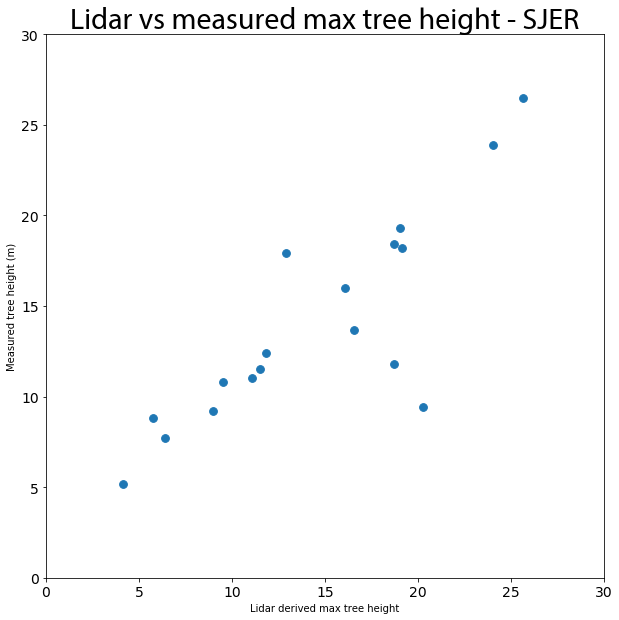 Lidar vs measured max tree height - SJER
30
25
20
15
10
5
0
Measured tree height (m)
0 5 10 15 20 25 30
Lidar derived max tree height